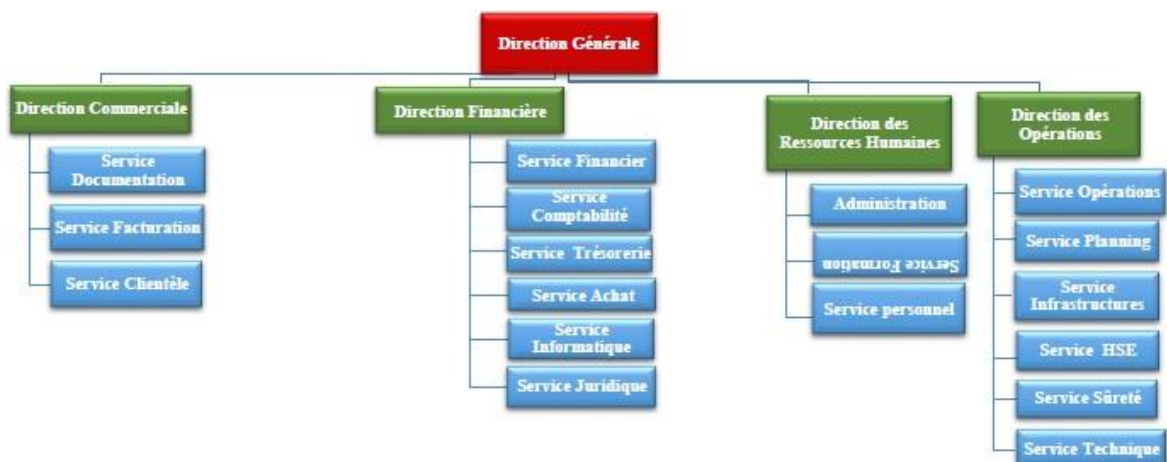 Direction Générale
Direction Commerciale
Service
Documentation
Service Facturation
Service Clientèle
Direction Financière
Service Financier
Service
Comptabilité
Service Trésorerie
Service Achat
Service
Informatique
Service Juridique
Direction des
Ressources Humaines
Administration
Service Formation
Service personnel
Direction des
Opérations
Service Opérations
Service Planning
Service
Infrastructures
Service HSE
Service Sûreté
Service Technique